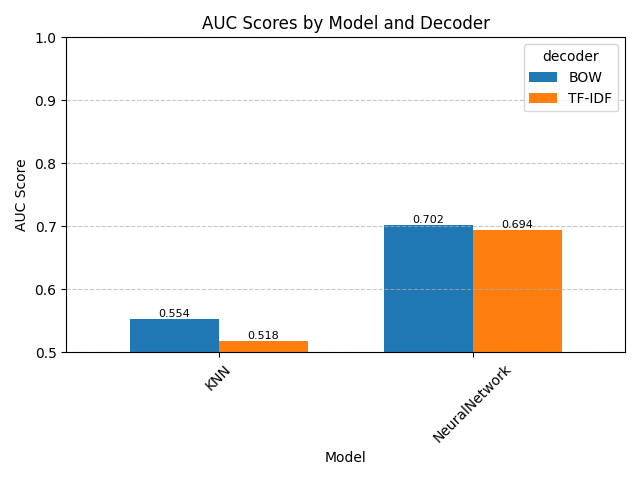 AUC Scores by Model and Decoder
1.0
0.9
0.8
0.7
0.6
0.5
AUC Score
decoder
BOW
TF-IDF
0.554
0.518
0.702
0.694
KNN
NeuralNetwork
Model